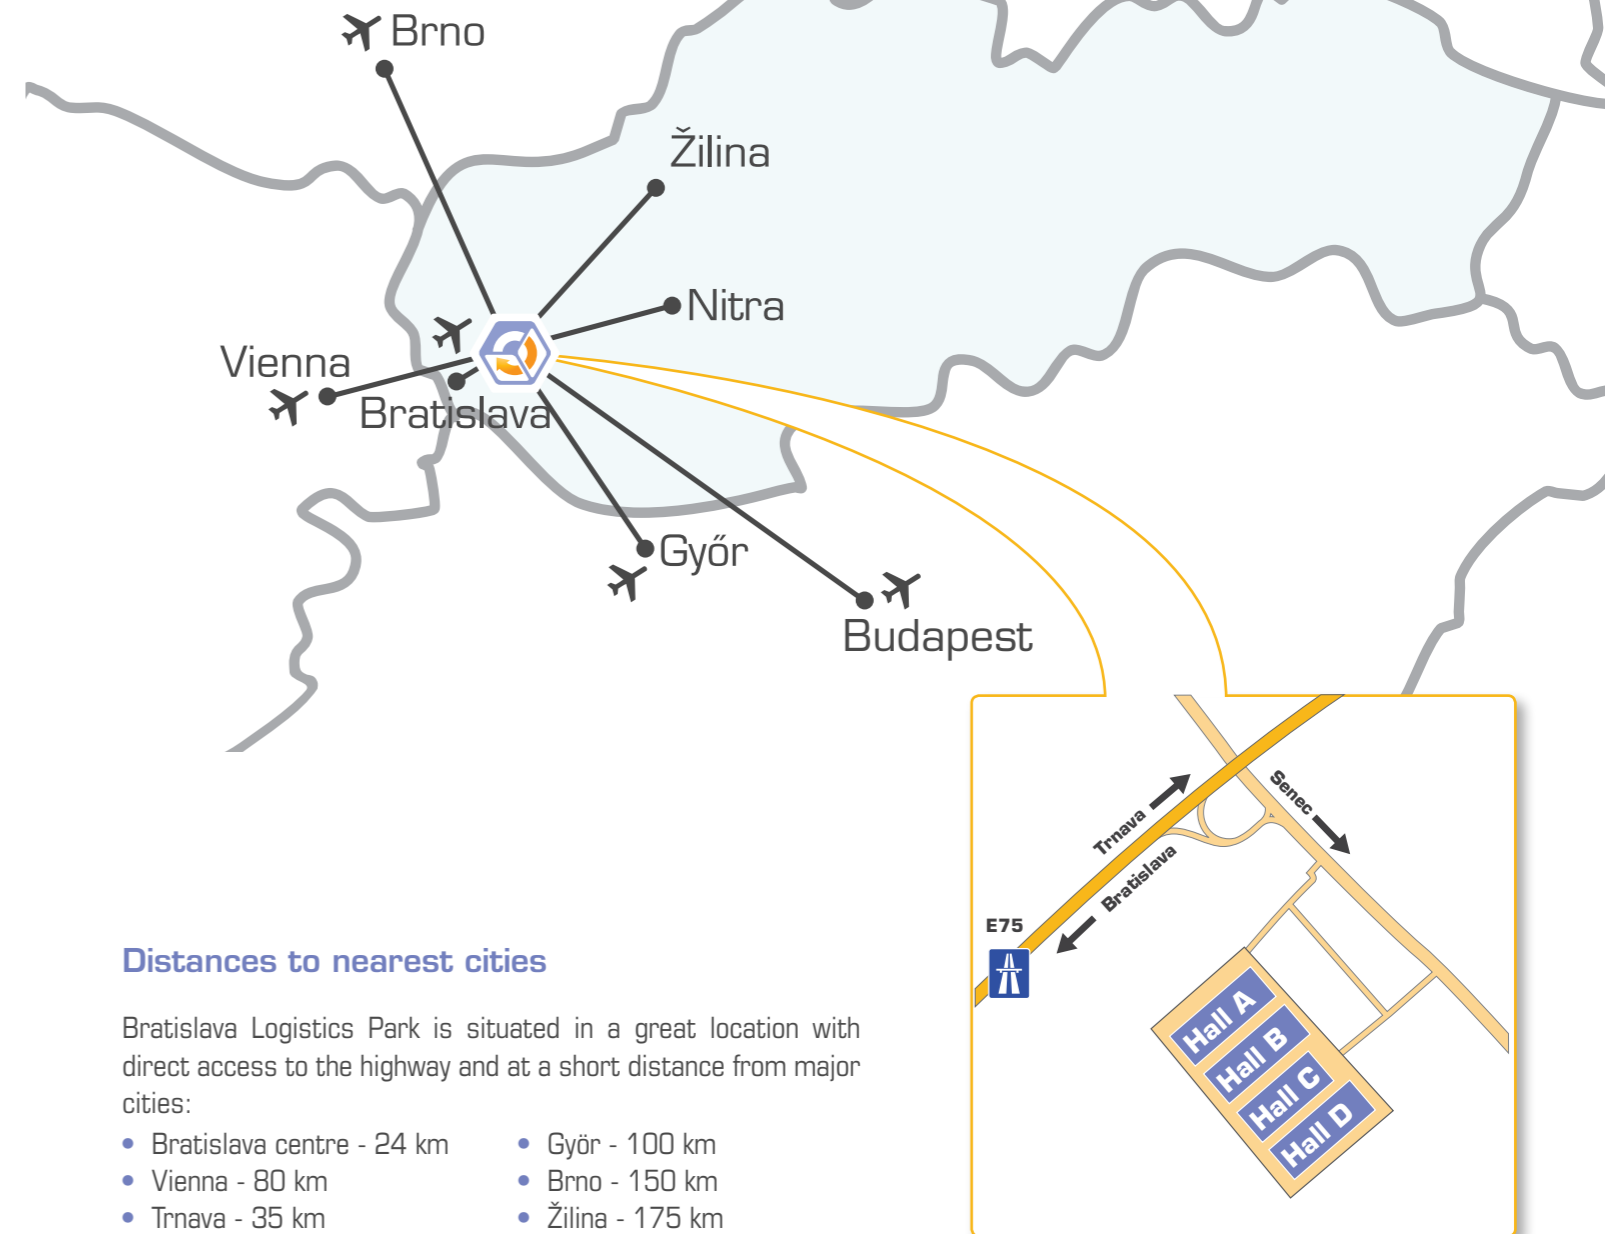 Brno
Žilina
Nitra
Vienna
Bratislava
Győr
Budapest
Senec
Trnava
Bratislava
E75
Hall A
Hall B
Hall C
Hall D
Distances to nearest cities
Bratislava Logistics Park is situated in a great location with
direct access to the highway and at a short distance from major
cities:
• Bratislava centre - 24 km
• Vienna - 80 km
• Trnava - 35 km
• Györ - 100 km
• Brno - 150 km
• Žilina - 175 km